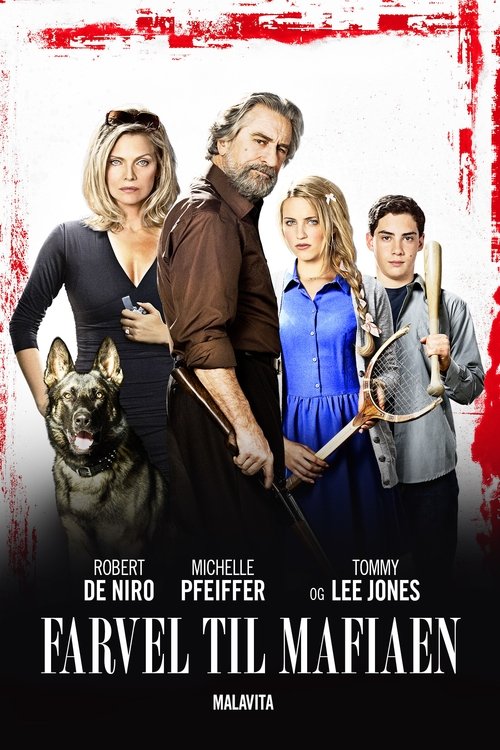 ROBERT DE NIRO
MICHELLE PFEIFFER
OG TOMMY LEE JONES
FARVEL TIL MAFIAEN
MALAVITA